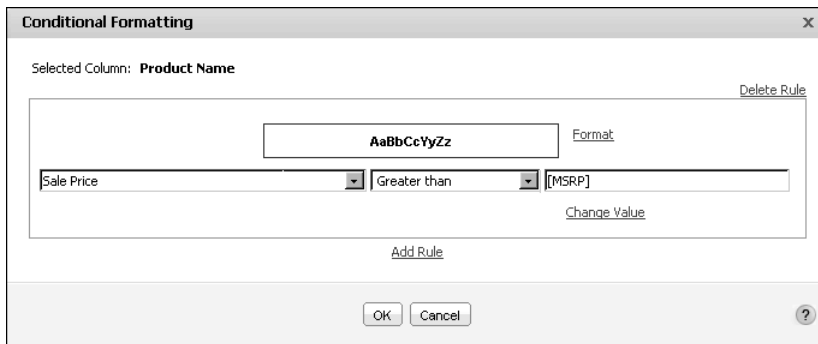 Conditional Formatting x
Selected Column: Product Name
Delete Rule
AaBbCcYyZz Format
Sale Price Greater than [MSRP]
Change Value
Add Rule
OK Cancel ?